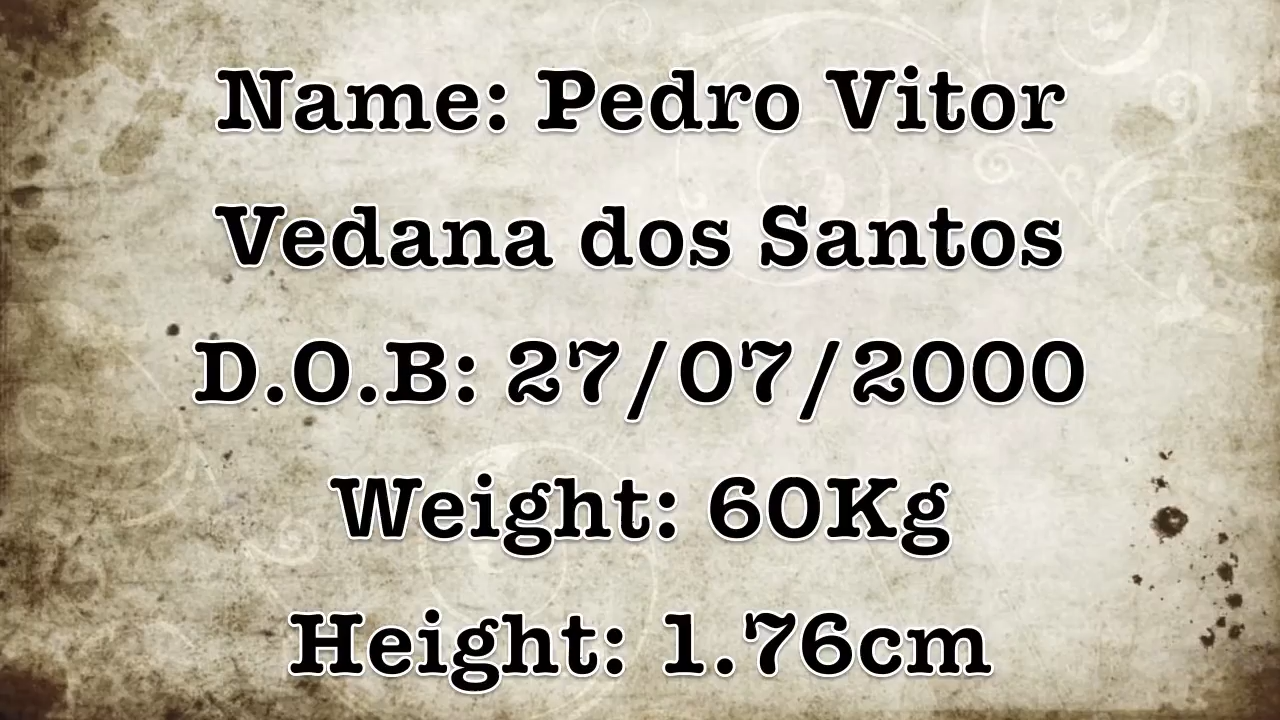 Name: Pedro Vitor
Vedana dos Santos
D.O.B: 27/07/2000
Weight: 60Kg
Height: 1.76cm